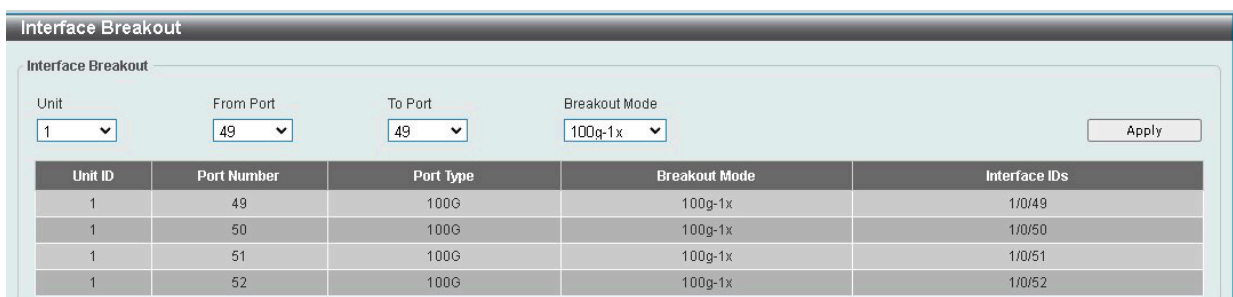 Interface Breakout
Interface Breakout
Unit From Port To Port Breakout Mode
1 49 49 100g-1x Apply
Unit ID Port Number Port Type Breakout Mode Interface IDs
1 49 100G 100g-1x 1/0/49
1 50 100G 100g-1x 1/0/50
1 51 100G 100g-1x 1/0/51
1 52 100G 100g-1x 1/0/52